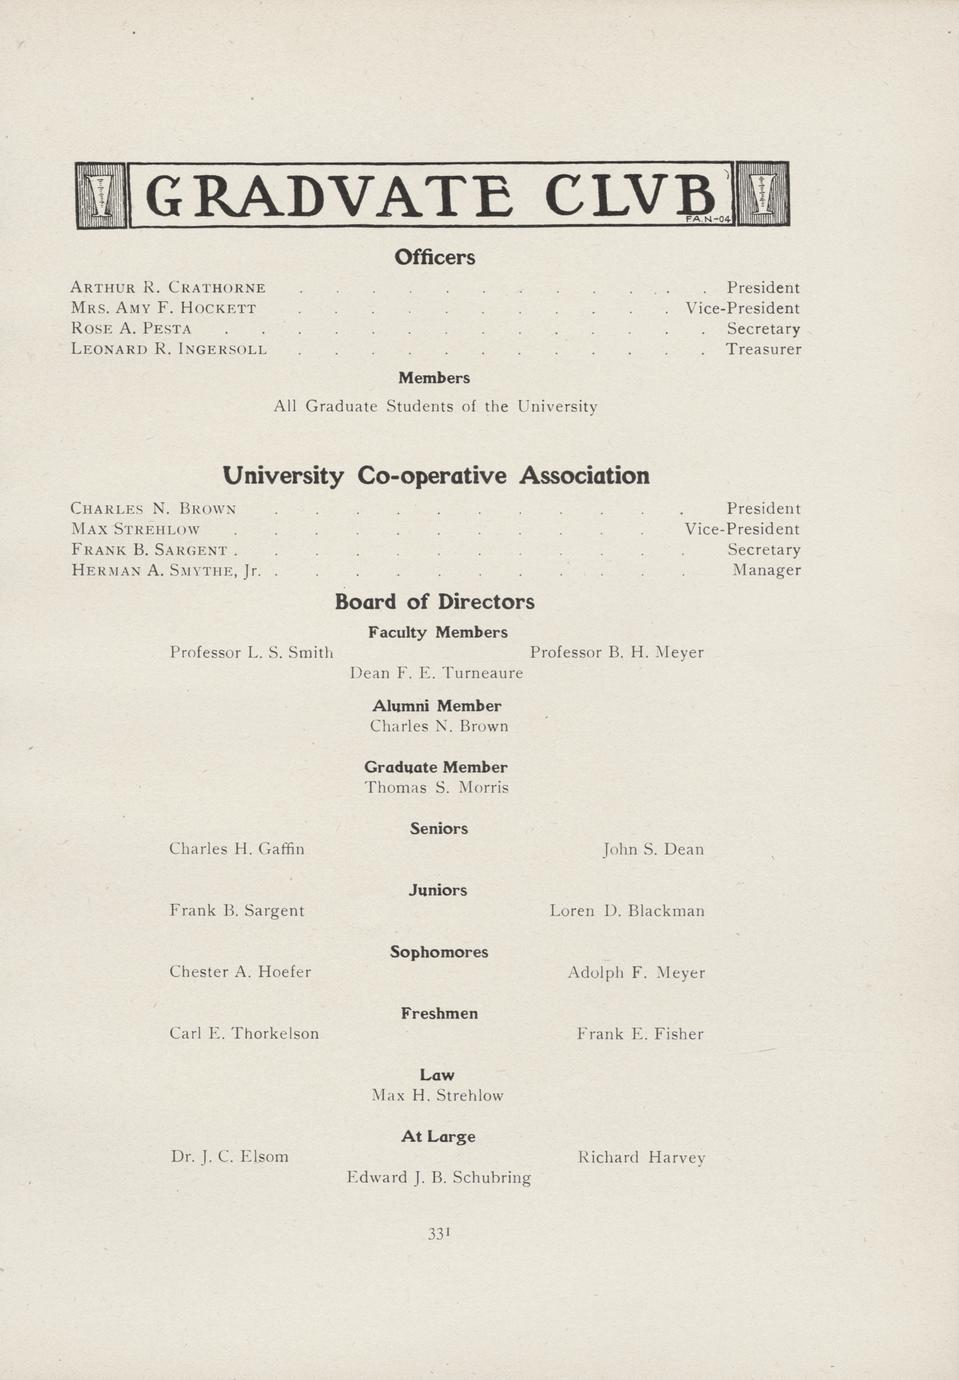 GRADVATE CLVB
F.A.N-04
Officers
ARTHUR R. CRATHORNE . . . . . . . . . . . . President
MRS. AMY F. HOCKETT . . . . . . . . . . . Vice-President
ROSE A. PESTA . . . . . . . . . . . . . . Secretary
LEONARD R. INGERSOLL . . . . . . . . . . . . Treasurer
Members
All Graduate Students of the University
University Co-operative Association
CHARLES N. BROWN . . . . . . . . . . . President
MAX STREHLOW . . . . . . . . . . . Vice-President
FRANK B. SARGENT . . . . . . . . . . . . Secretary
HERMAN A. SMYTHE, Jr. . . . . . . . . . . . Manager
Board of Directors
Faculty Members
Professor L. S. Smith Professor B. H. Meyer
Dean F. E. Turneaure
Alumni Member
Charles N. Brown
Graduate Member
Thomas S. Morris
Seniors
Charles H. Gaffin John S. Dean
Juniors
Frank B. Sargent Loren D. Blackman
Sophomores
Chester A. Hoefer Adolph F. Meyer
Freshmen
Carl E. Thorkelson Frank E. Fisher
Law
Max H. Strehlow
At Large
Dr. J. C. Elsom Richard Harvey
Edward J. B. Schubring
331